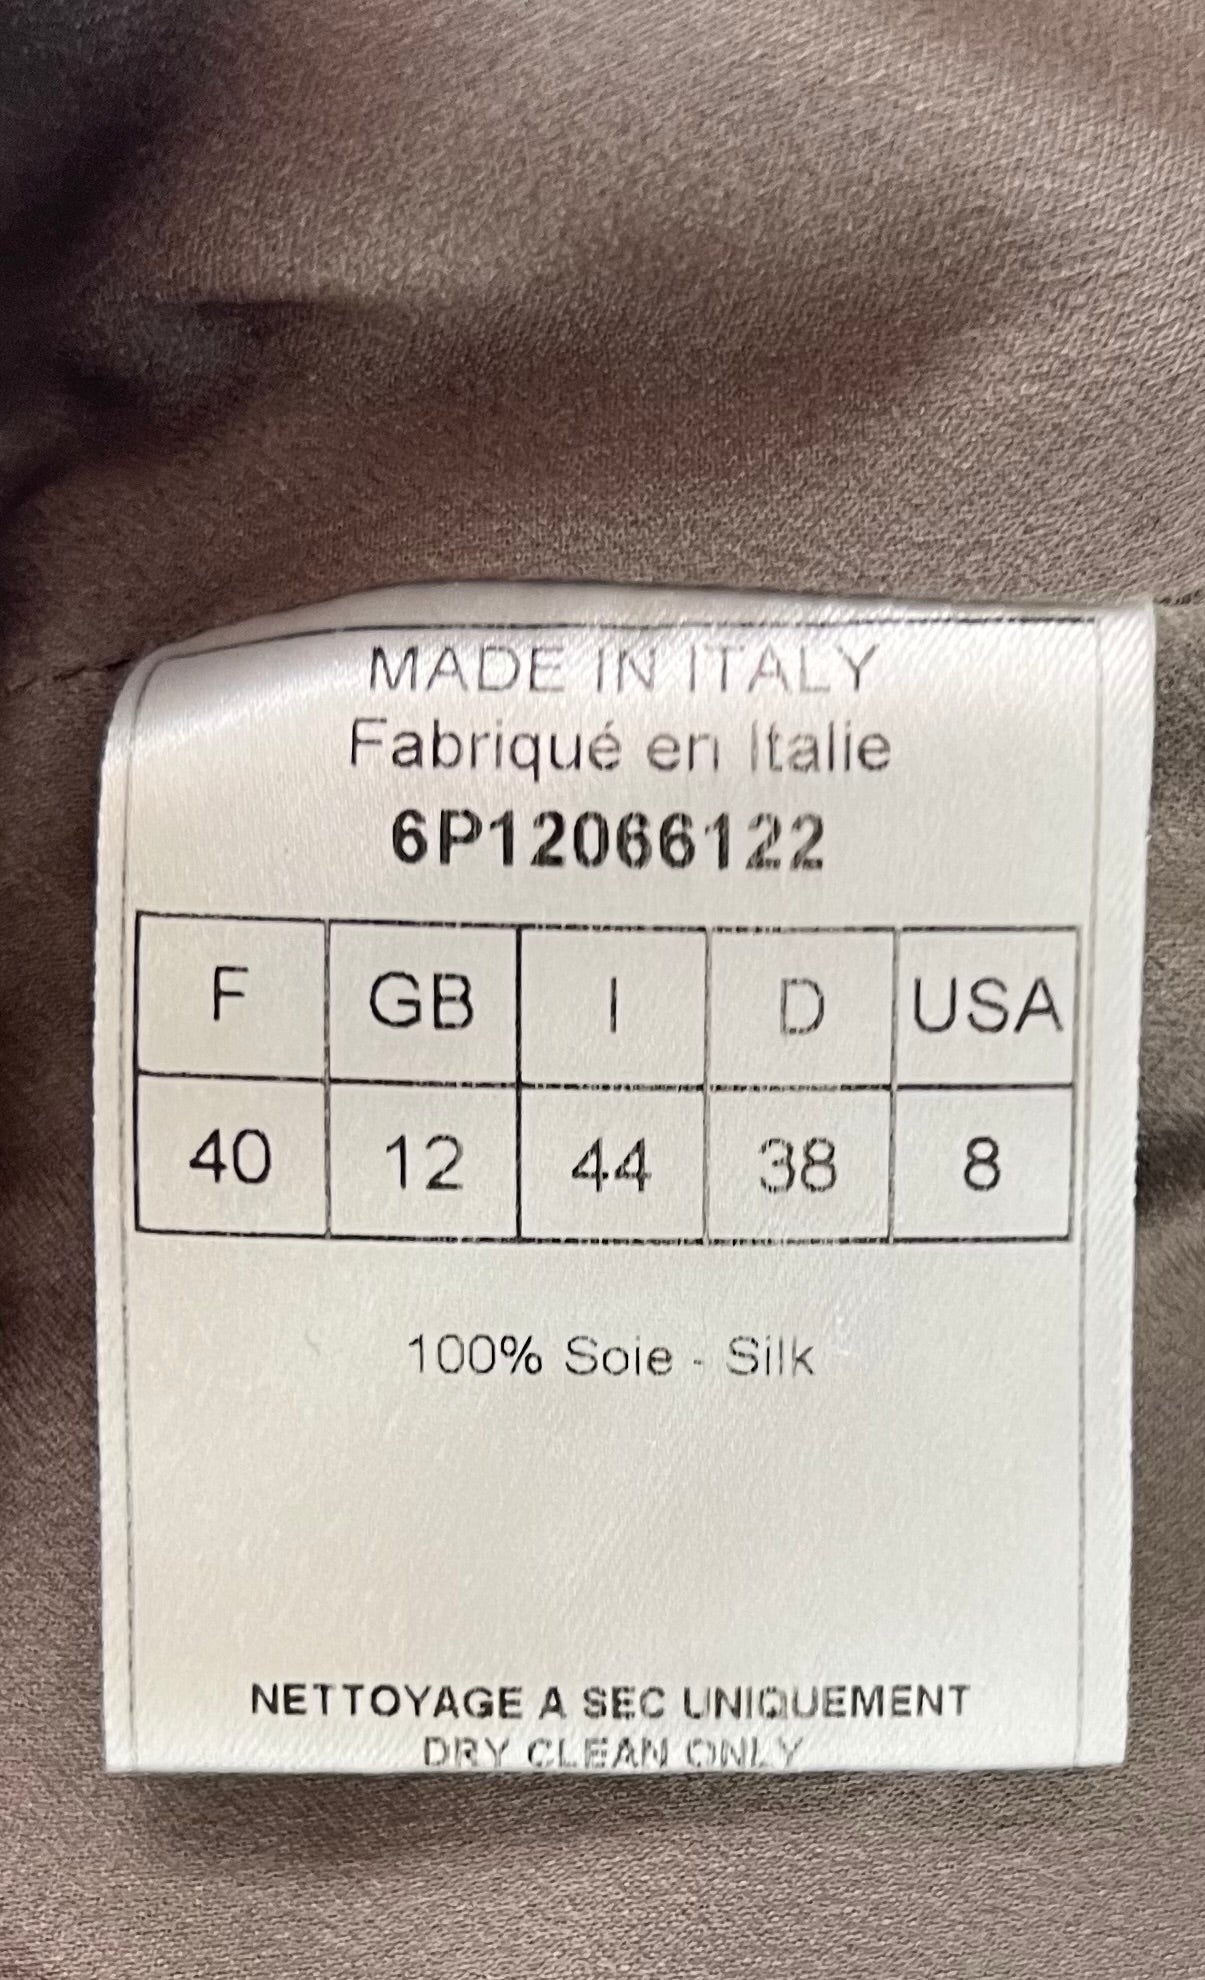 MADE IN ITALY
Fabriqué en Italie
6P12066122
F GB I D USA
40 12 44 38 8
100% Soie - Silk
NETTOYAGE A SEC UNIQUEMENT
DRY CLEAN ONLY